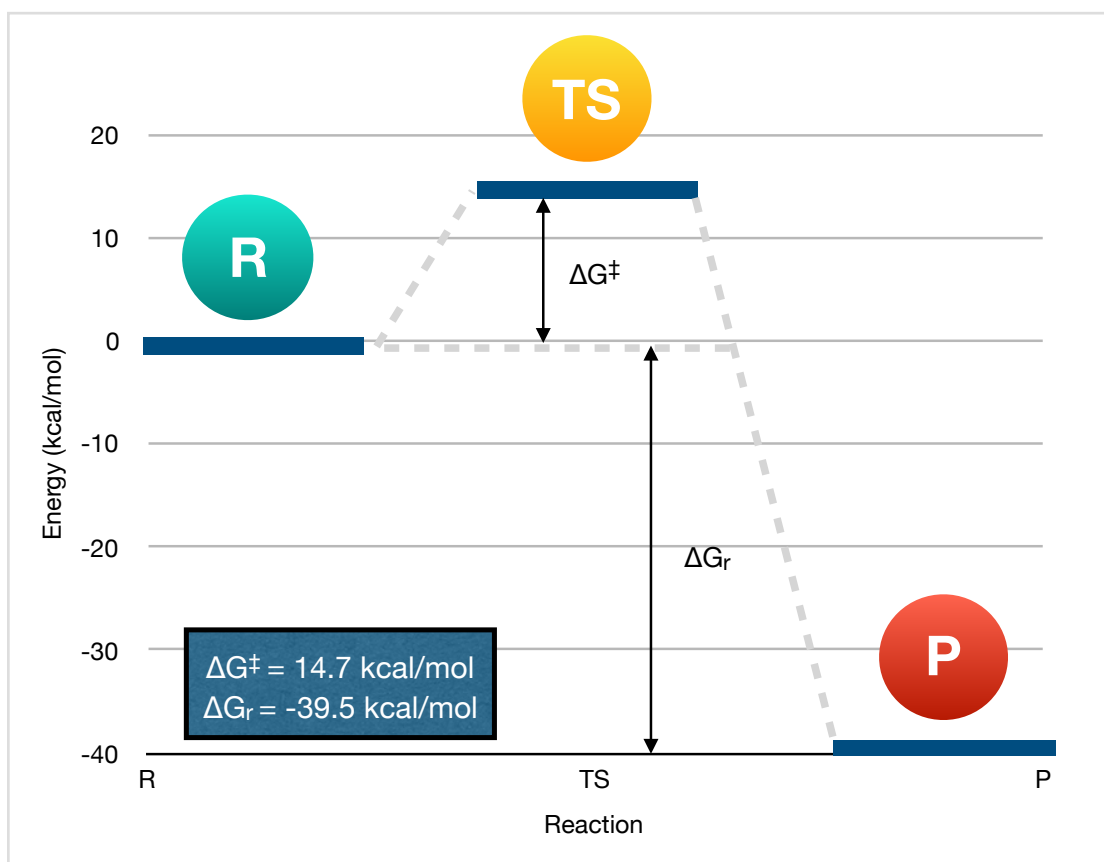 TS
20
R
10
ΔG‡
0
Energy (kcal/mol)
-10
-20
ΔGr
-30
P
ΔG‡ = 14.7 kcal/mol
ΔGr = -39.5 kcal/mol
-40
R TS P
Reaction